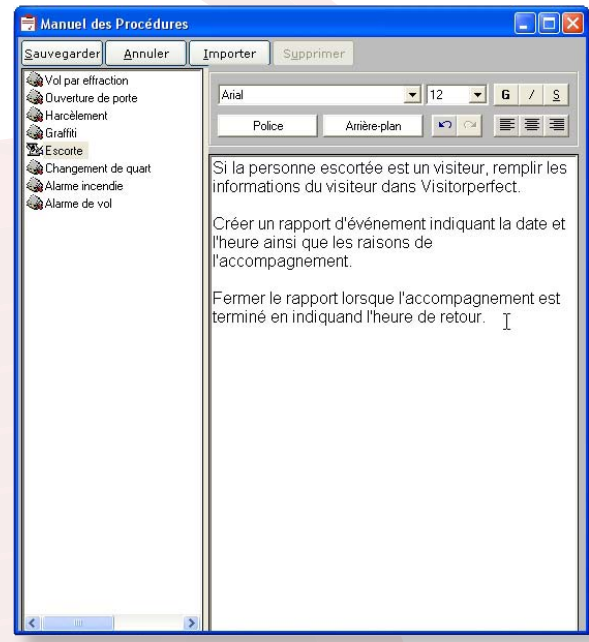 Manuel des Procédures
Sauvegarder Annuler Importer Supprimer
Vol par effraction
Ouverture de porte
Harcèlement
Graffiti
Escorte
Changement de quart
Alarme incendie
Alarme de vol
Arial 12 G I S
Police Arrière-plan
Si la personne escortée est un visiteur, remplir les
informations du visiteur dans Visitorperfect.
Créer un rapport d'événement indiquant la date et
l'heure ainsi que les raisons de
l'accompagnement.
Fermer le rapport lorsque l'accompagnement est
terminé en indiquand l'heure de retour.